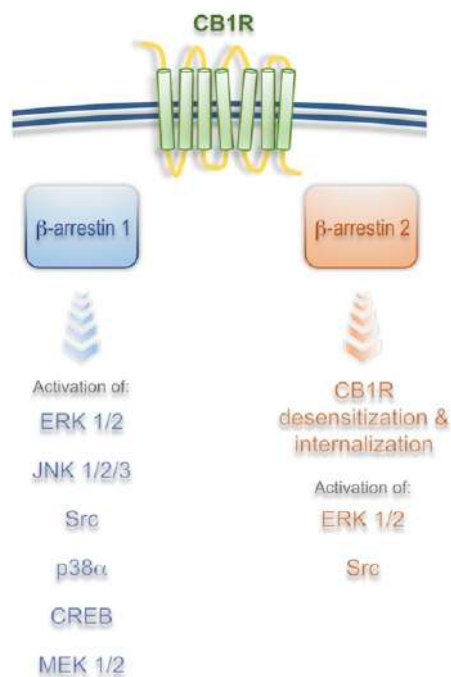 CB1R
β-arrestin 1
β-arrestin 2
Activation of:
ERK 1/2
JNK 1/2/3
Src
p38α
CREB
MEK 1/2
CB1R
desensitization &
internalization
Activation of:
ERK 1/2
Src